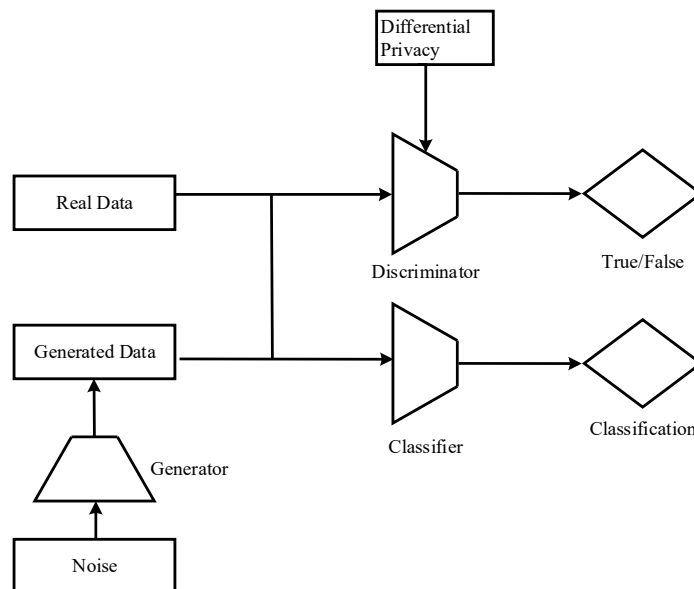 Differential
Privacy
Real Data
Discriminator
True/False
Generated Data
Classifier
Classification
Generator
Noise